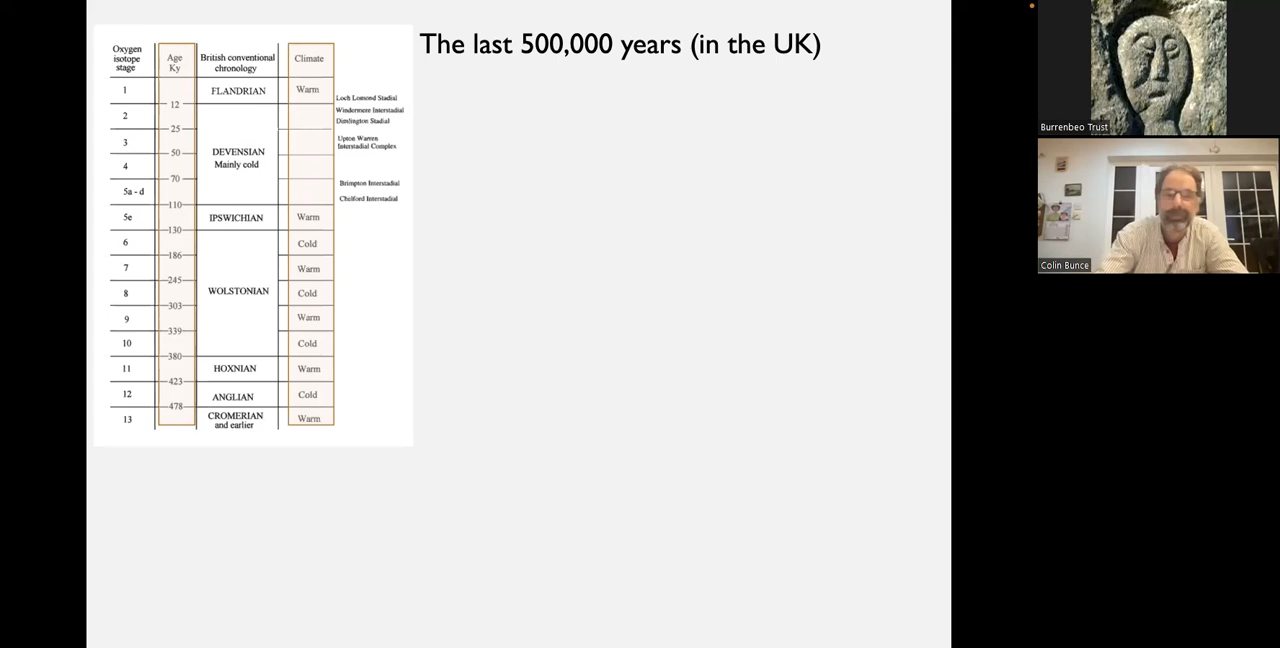 The last 500,000 years (in the UK)
Oxygen
isotope
stage
Age
Ky
British conventional
chronology
Climate
1
FLANDRIAN
Warm
Loch Lomond Stadial
12
Windermere Interstadial
2
Dimlington Stadial
25
3
Upton Warren
Interstadial Complex
50
DEVENSIAN
Mainly cold
4
70
Brimpton Interstadial
5a - d
Chelford Interstadial
110
5e
IPSWICHIAN
Warm
130
6
Cold
186
7
Warm
245
8
WOLSTONIAN
Cold
303
9
Warm
339
10
Cold
380
11
HOXNIAN
Warm
423
12
ANGLIAN
Cold
478
13
CROMERIAN
and earlier
Warm
Burrenbeo Trust
Colin Bunce